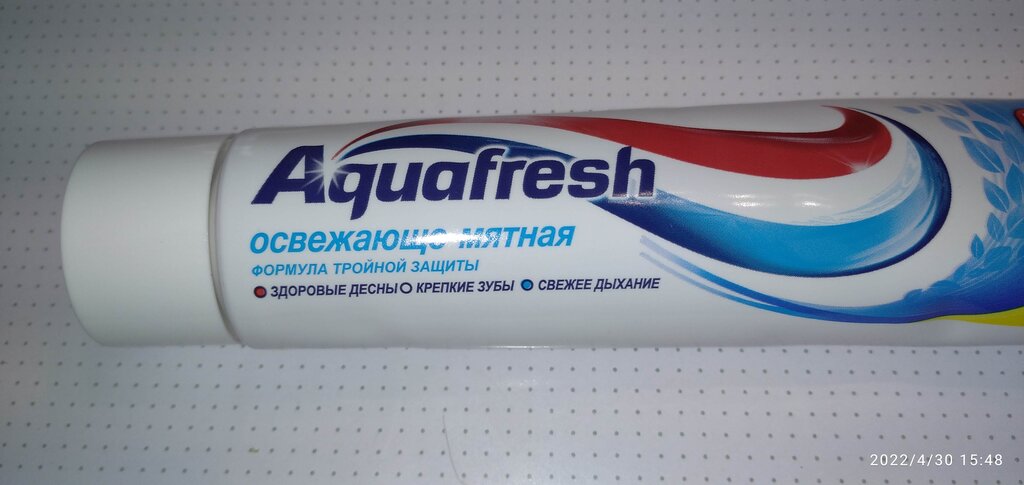 Aquafresh
освежающе-мятная
ФОРМУЛА ТРОЙНОЙ ЗАЩИТЫ
ЗДОРОВЫЕ ДЕСНЫ КРЕПКИЕ ЗУБЫ СВЕЖЕЕ ДЫХАНИЕ
2022/4/30 15:48